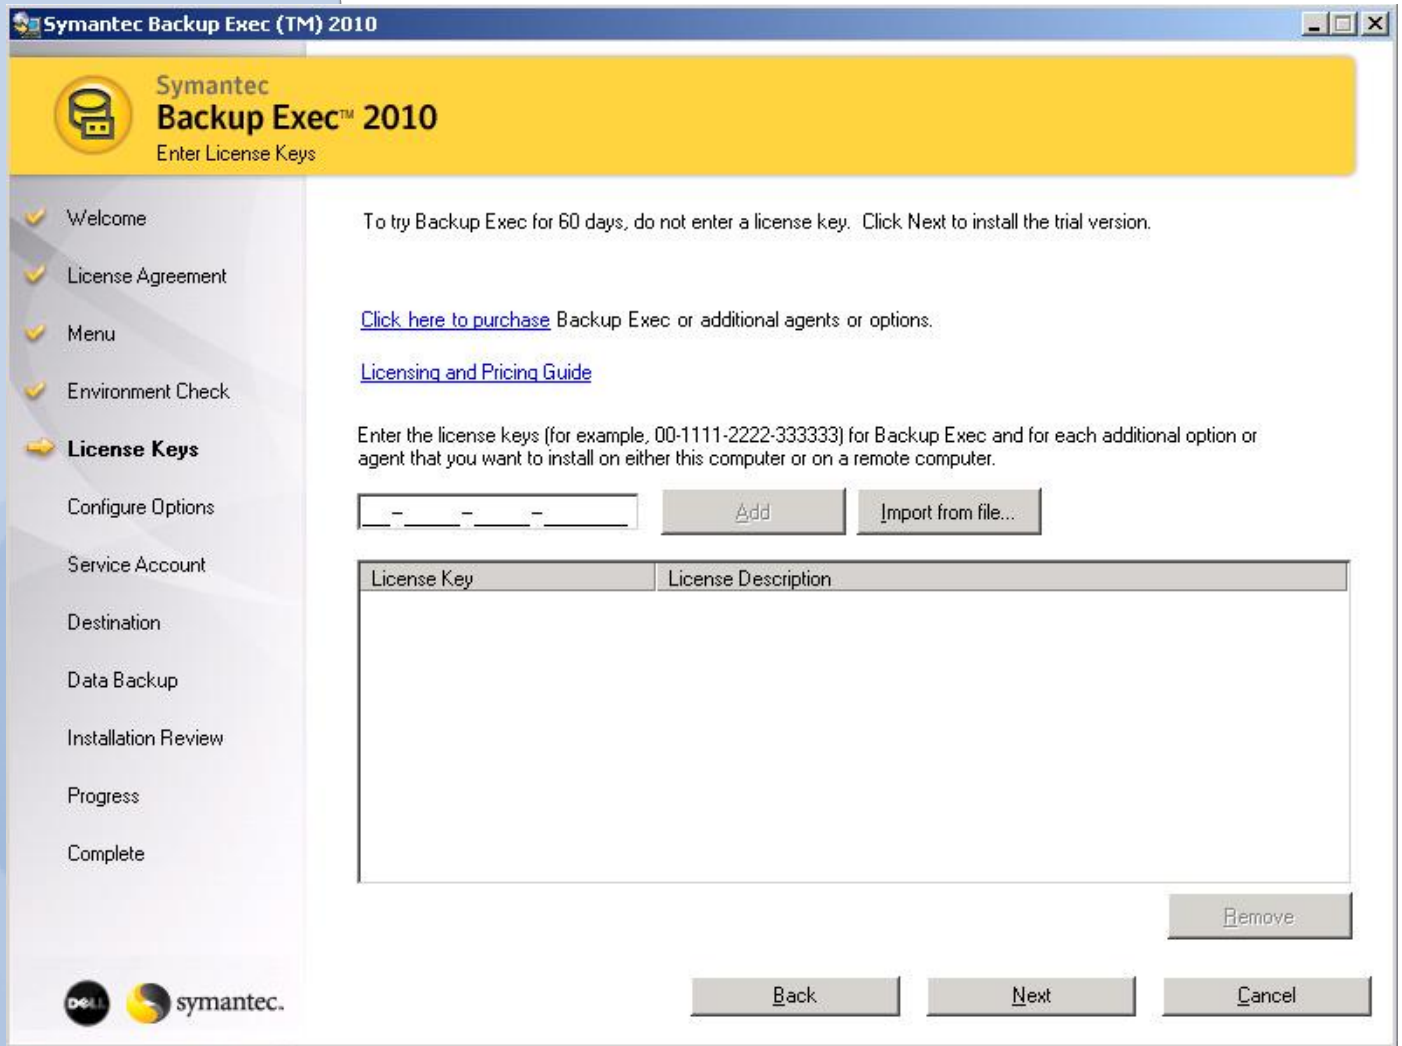 Symantec Backup Exec (TM) 2010
Symantec
Backup Exec™ 2010
Enter License Keys
Welcome
License Agreement
Menu
Environment Check
License Keys
Configure Options
Service Account
Destination
Data Backup
Installation Review
Progress
Complete
To try Backup Exec for 60 days, do not enter a license key. Click Next to install the trial version.
Click here to purchase Backup Exec or additional agents or options.
Licensing and Pricing Guide
Enter the license keys (for example, 00-1111-2222-333333) for Backup Exec and for each additional option or
agent that you want to install on either this computer or on a remote computer.
__-____-____-______
Add
Import from file...
License Key
License Description
Remove
DELL
symantec.
Back
Next
Cancel